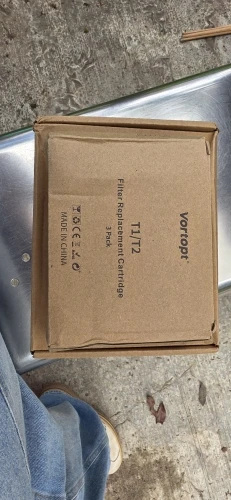 Vortopt
T1/T2
Filter Replacement Cartridge
3 Pack
MADE IN CHINA